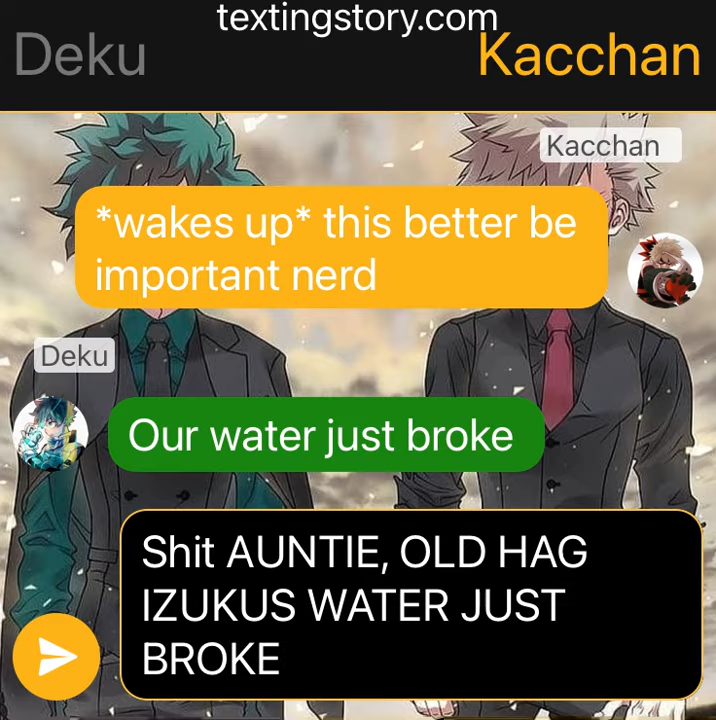 textingstory.com
Deku Kacchan
Kacchan
*wakes up* this better be
important nerd
Deku
Our water just broke
Shit AUNTIE, OLD HAG
IZUKUS WATER JUST
BROKE